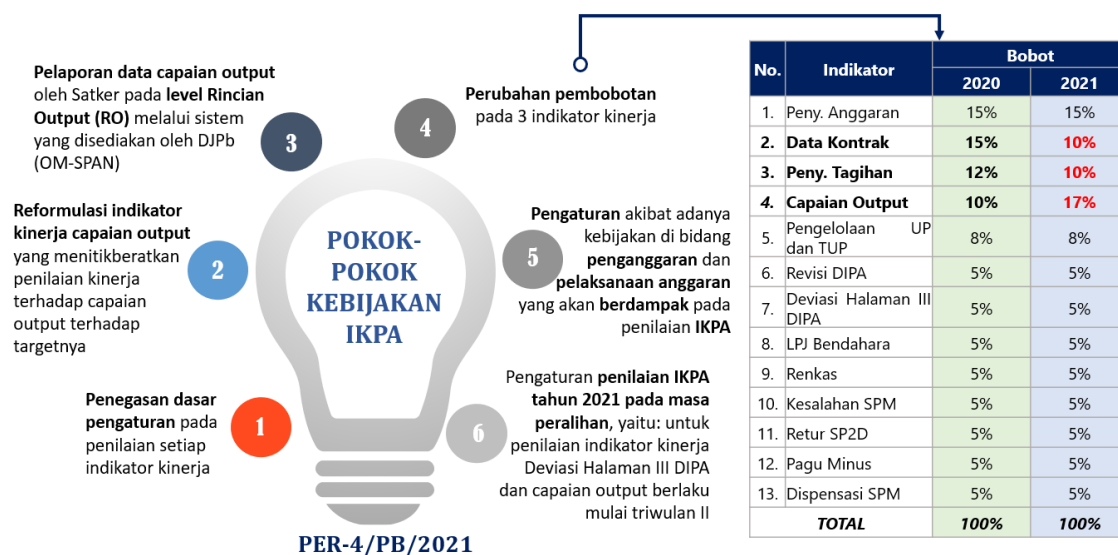 Pelaporan data capaian output
oleh Satker pada level Rincian
Output (RO) melalui sistem
yang disediakan oleh DJPb
(OM-SPAN)
3
Reformulasi indikator
kinerja capaian output
yang menitikberatkan
penilaian kinerja
terhadap capaian
output terhadap
targetnya
2
Penegasan dasar
pengaturan pada
penilaian setiap
indikator kinerja
1
POKOK-
POKOK
KEBIJAKAN
IKPA
4
Perubahan pembobotan
pada 3 indikator kinerja
5
Pengaturan akibat adanya
kebijakan di bidang
penganggaran dan
pelaksanaan anggaran
yang akan berdampak pada
penilaian IKPA
6
Pengaturan penilaian IKPA
tahun 2021 pada masa
peralihan, yaitu: untuk
penilaian indikator kinerja
Deviasi Halaman III DIPA
dan capaian output berlaku
mulai triwulan II
PER-4/PB/2021
No. Indikator Bobot
2020 2021
1. Peny. Anggaran 15% 15%
2. Data Kontrak 15% 10%
3. Peny. Tagihan 12% 10%
4. Capaian Output 10% 17%
5. Pengelolaan UP
dan TUP 8% 8%
6. Revisi DIPA 5% 5%
7. Deviasi Halaman III
DIPA 5% 5%
8. LPJ Bendahara 5% 5%
9. Renkas 5% 5%
10. Kesalahan SPM 5% 5%
11. Retur SP2D 5% 5%
12. Pagu Minus 5% 5%
13. Dispensasi SPM 5% 5%
TOTAL 100% 100%